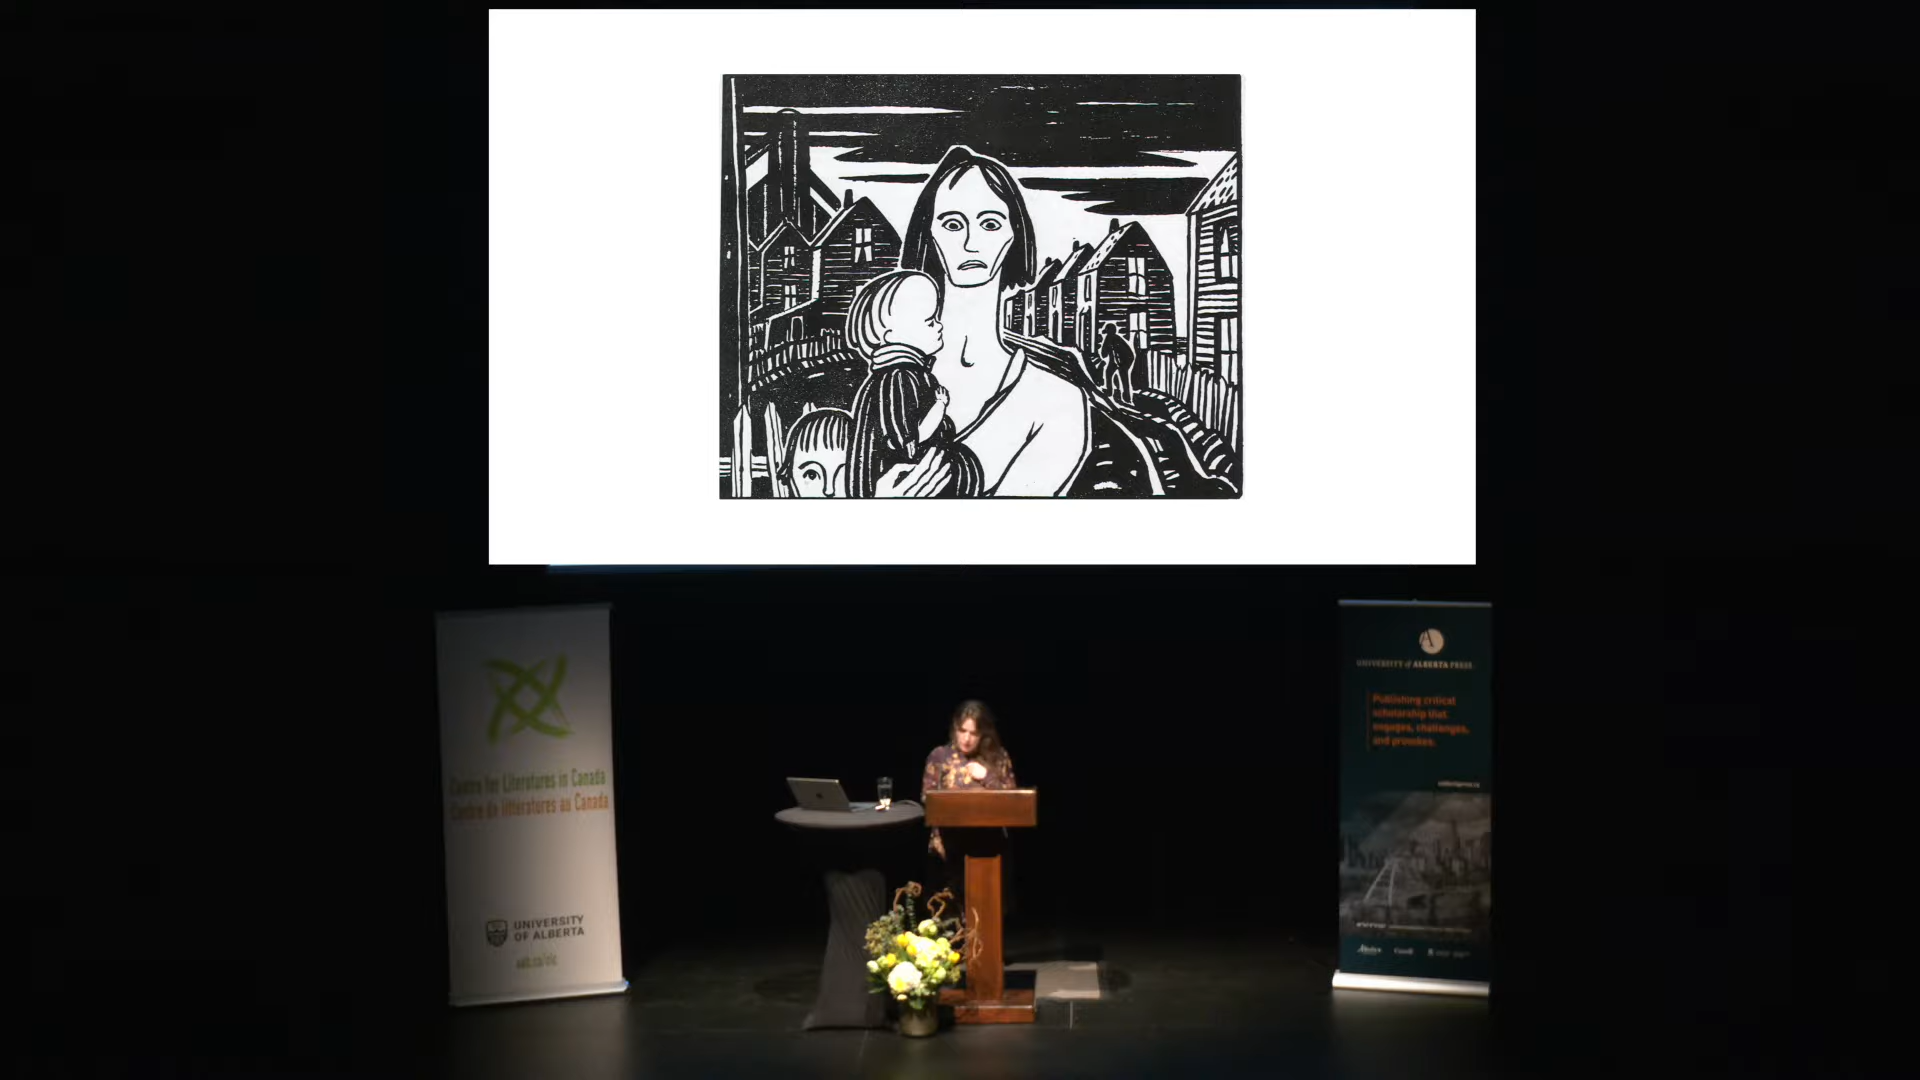 Centre for Literatures in Canada
Centre de littératures au Canada
UNIVERSITY
OF ALBERTA
UNIVERSITY of ALBERTA PRESS
Publishing critical
scholarship that
engages, challenges,
and provokes.